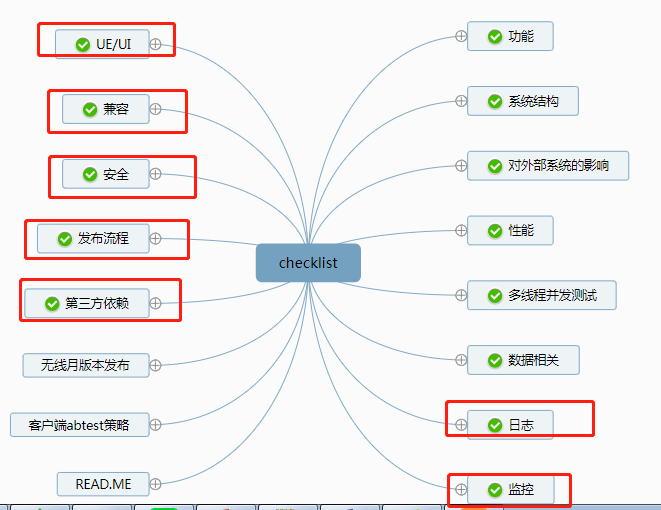 UE/UI
兼容
安全
发布流程
第三方依赖
无线月版本发布
客户端abtest策略
READ.ME
checklist
功能
系统结构
对外部系统的影响
性能
多线程并发测试
数据相关
日志
监控